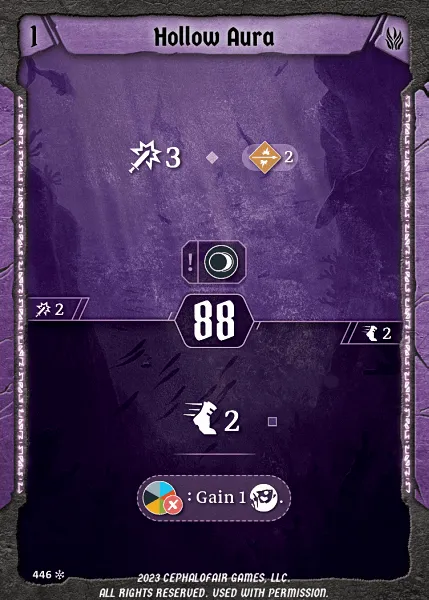 1
Hollow Aura
3
2
!
2
88
2
2
: Gain 1 .
446
2023 CEPHALOFAIR GAMES, LLC.
ALL RIGHTS RESERVED. USED WITH PERMISSION.